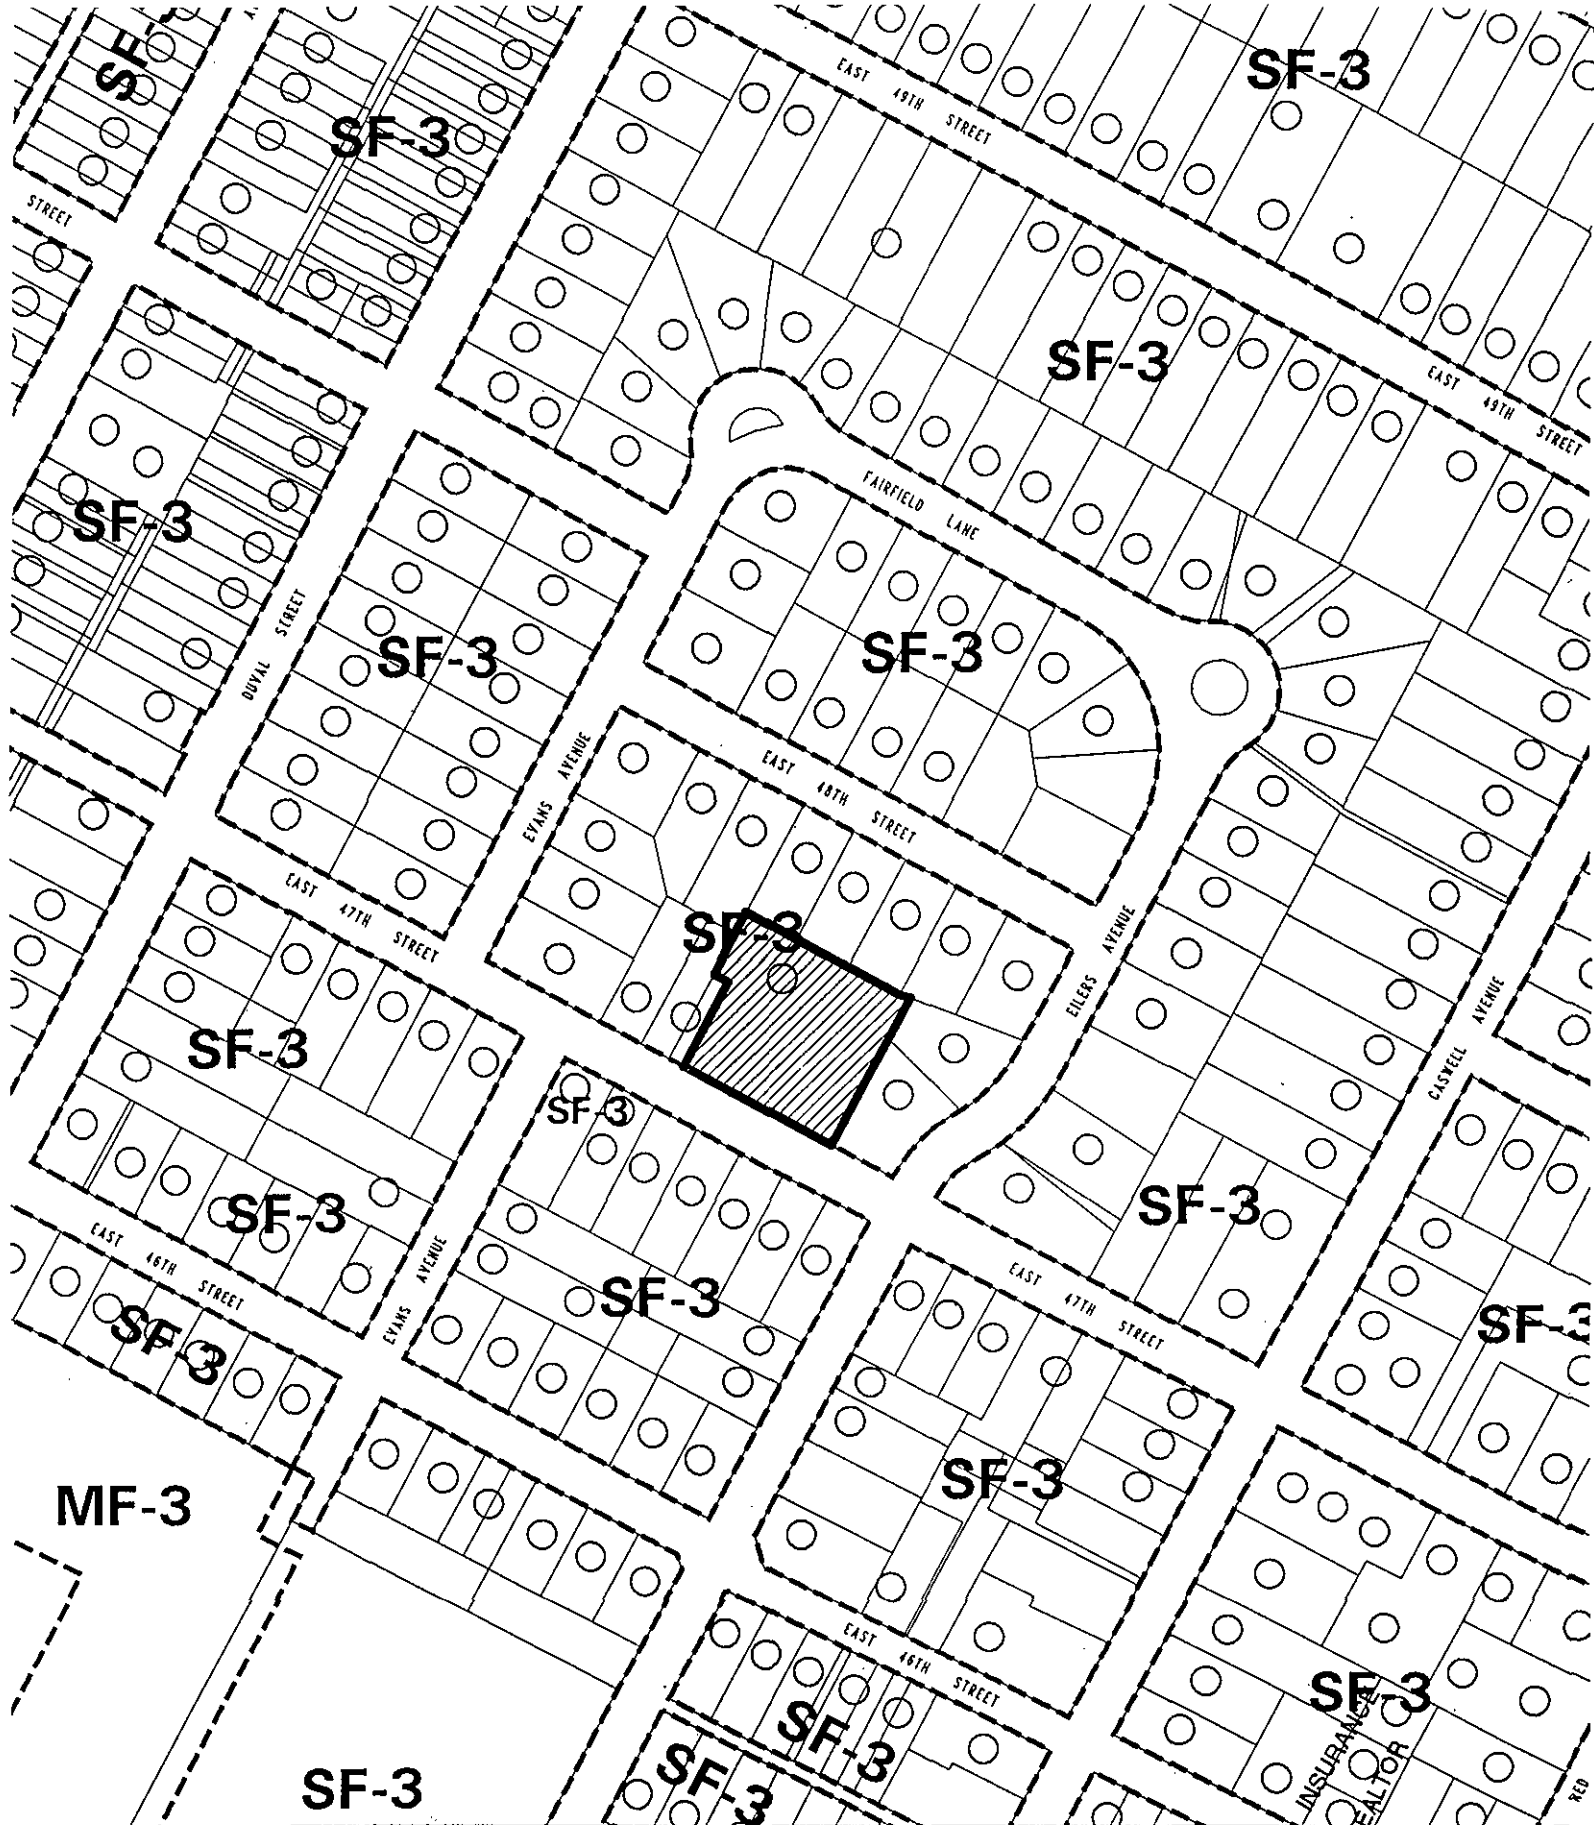 SF-3
EAST 49TH STREET
SF-3
STREET
SF-3
EAST 49TH STREET
FAIRFIELD LANE
SF-3
DUVAL STREET
SF-3
SF-3
EVANS AVENUE
EAST 48TH STREET
EAST 47TH STREET
SF-3
EILERS AVENUE
CASWELL AVENUE
SF-3
SF-3
SF-3
SF-3
EAST 46TH STREET
EVANS AVENUE
SF-3
EAST 47TH STREET
SF-3
SF-3
MF-3
SF-3
EAST 46TH STREET
SF-3
INSURANCE
SF-3
SF-3
SF-3
EALTOR
RED